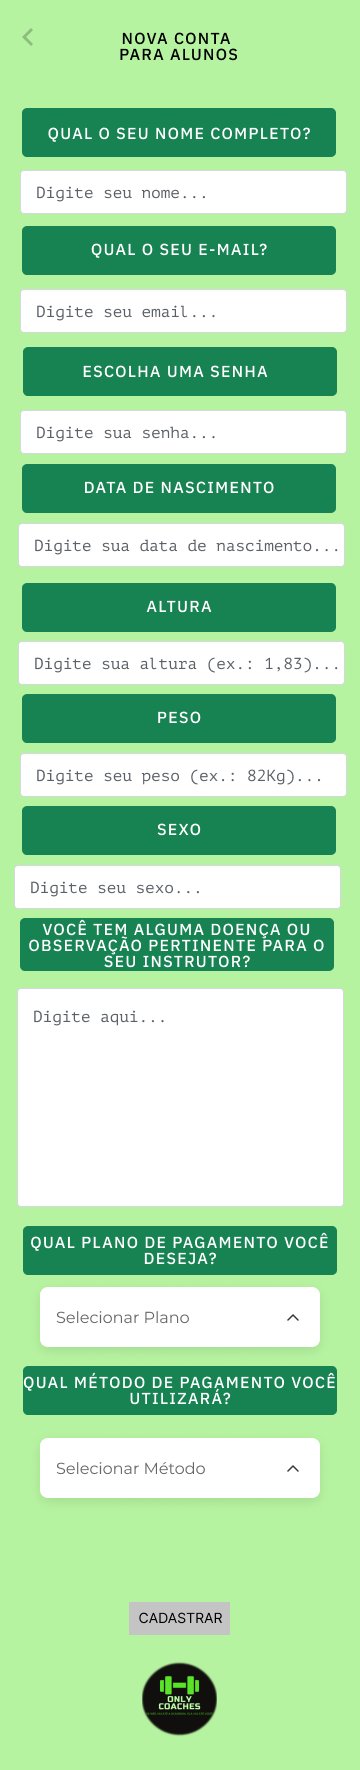 NOVA CONTA
PARA ALUNOS
QUAL O SEU NOME COMPLETO?
Digite seu nome...
QUAL O SEU E-MAIL?
Digite seu email...
ESCOLHA UMA SENHA
Digite sua senha...
DATA DE NASCIMENTO
Digite sua data de nascimento...
ALTURA
Digite sua altura (ex.: 1,83)...
PESO
Digite seu peso (ex.: 82Kg)...
SEXO
Digite seu sexo...
VOCÊ TEM ALGUMA DOENÇA OU
OBSERVAÇÃO PERTINENTE PARA O
SEU INSTRUTOR?
Digite aqui...
QUAL PLANO DE PAGAMENTO VOCÊ
DESEJA?
Selecionar Plano
QUAL MÉTODO DE PAGAMENTO VOCÊ
UTILIZARÁ?
Selecionar Método
CADASTRAR
ONLY
COACHES